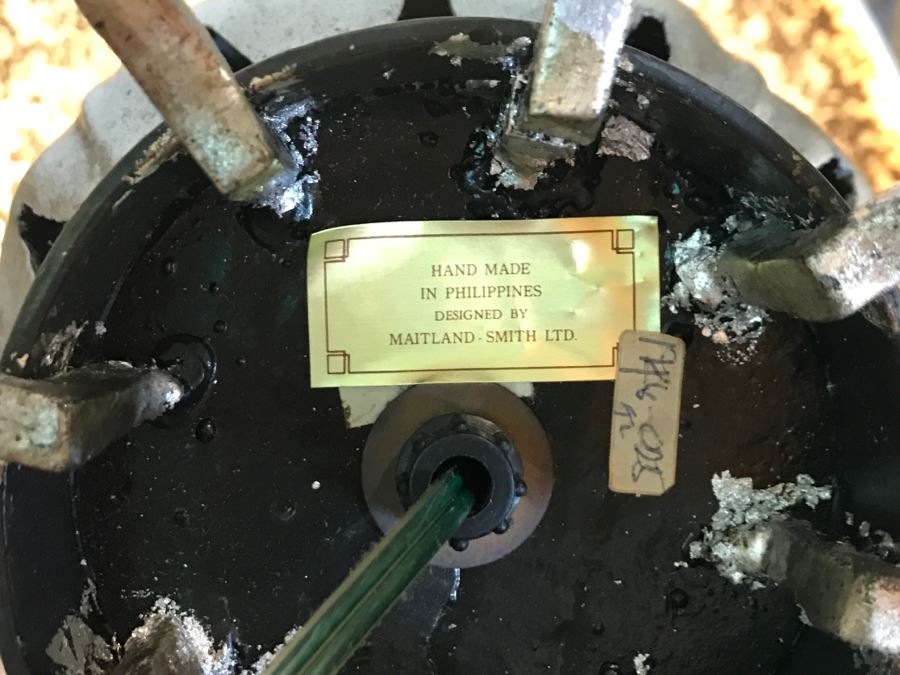 HAND MADE
IN PHILIPPINES
DESIGNED BY
MAITLAND-SMITH LTD.